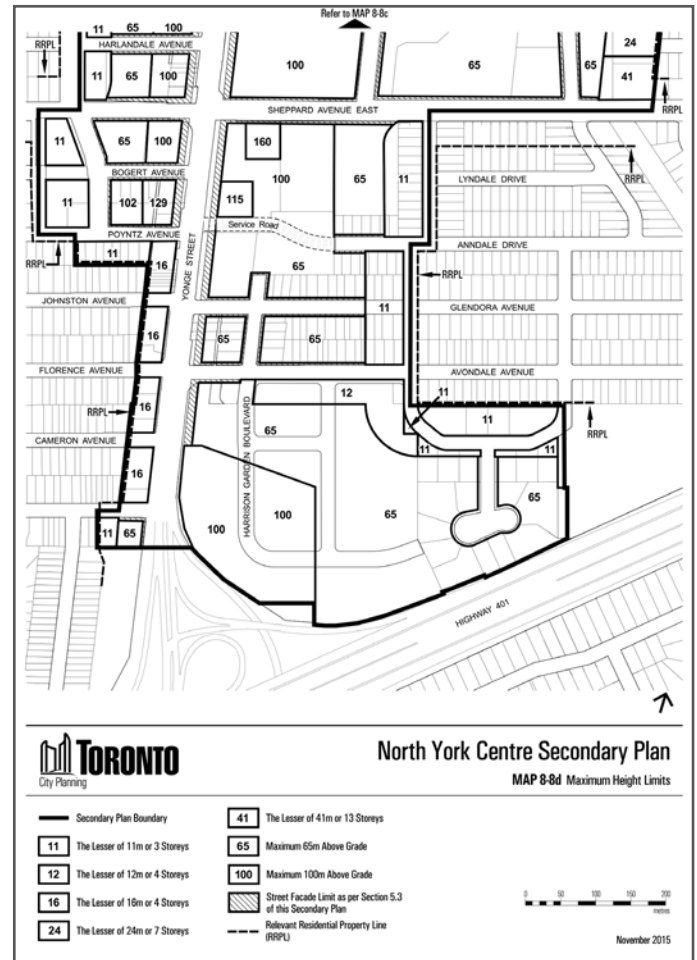 Refer to MAP 8-8c
11 65 100
HARLANDALE AVENUE
24
RRPL
11 65 100
100
65
65
41
SHEPPARD AVENUE EAST
RRPL
11
65 100
160
BOGERT AVENUE
100
65
11
LYNDALE DRIVE
RRPL
11
102 129
115
Service Road
POYNTZ AVENUE
11
16
RRPL
YONGE STREET
65
ANNDALE DRIVE
RRPL
JOHNSTON AVENUE
11
GLENDORA AVENUE
16
65
65
FLORENCE AVENUE
AVONDALE AVENUE
12
11
RRPL
16
HARRISON GARDEN BOULEVARD
65
11
RRPL
CAMERON AVENUE
16
11
11
100
100
65
65
11 65
HIGHWAY 401
TORONTO
City Planning
North York Centre Secondary Plan
MAP 8-8d Maximum Height Limits
Secondary Plan Boundary
11 The Lesser of 11m or 3 Storeys
12 The Lesser of 12m or 4 Storeys
16 The Lesser of 16m or 4 Storeys
24 The Lesser of 24m or 7 Storeys
41 The Lesser of 41m or 13 Storeys
65 Maximum 65m Above Grade
100 Maximum 100m Above Grade
Street Facade Limit as per Section 5.3
of this Secondary Plan
Relevant Residential Property Line
(RRPL)
0 50 100 150 200
metres
November 2015